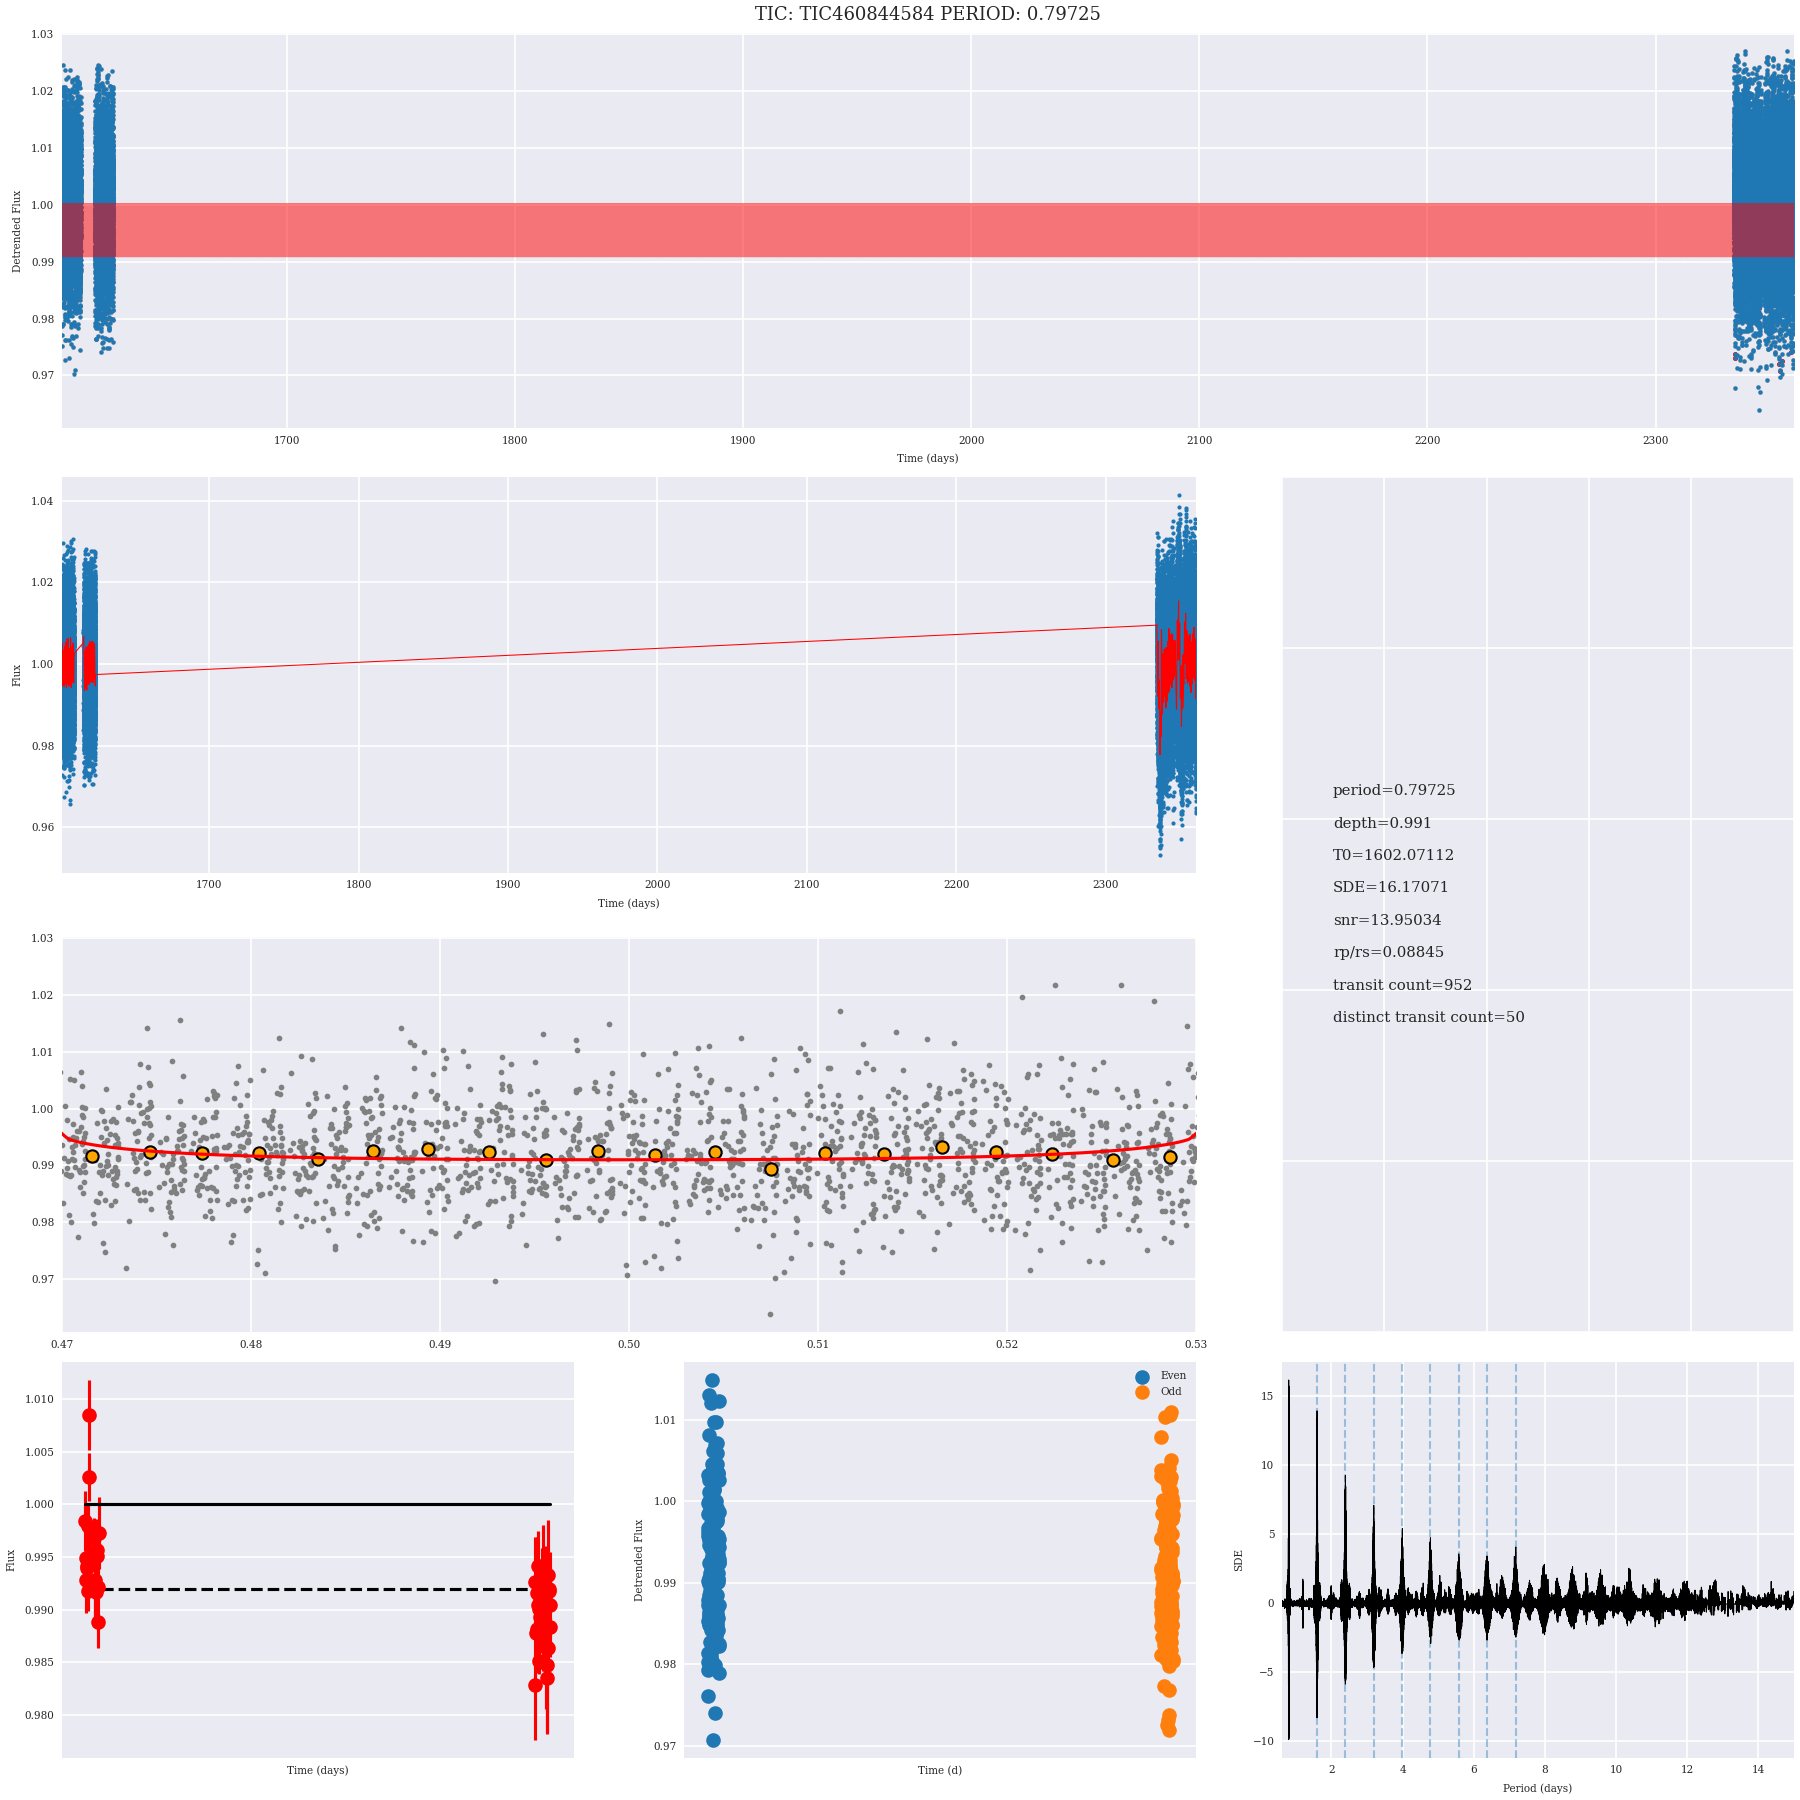 TIC: TIC460844584 PERIOD: 0.79725
1.03
1.02
1.01
1.00
0.99
0.98
0.97
Detrended Flux
1700 1800 1900 2000 2100 2200 2300
Time (days)
1.04
1.02
1.00
0.98
0.96
Flux
1700 1800 1900 2000 2100 2200 2300
Time (days)
period=0.79725
depth=0.991
T0=1602.07112
SDE=16.17071
snr=13.95034
rp/rs=0.08845
transit count=952
distinct transit count=50
1.03
1.02
1.01
1.00
0.99
0.98
0.97
0.47 0.48 0.49 0.50 0.51 0.52 0.53
1.010
1.005
1.000
0.995
0.990
0.985
0.980
Flux
Time (days)
Even
Odd
1.01
1.00
0.99
0.98
0.97
Detrended Flux
Time (d)
15
10
5
0
−5
−10
SDE
2 4 6 8 10 12 14
Period (days)